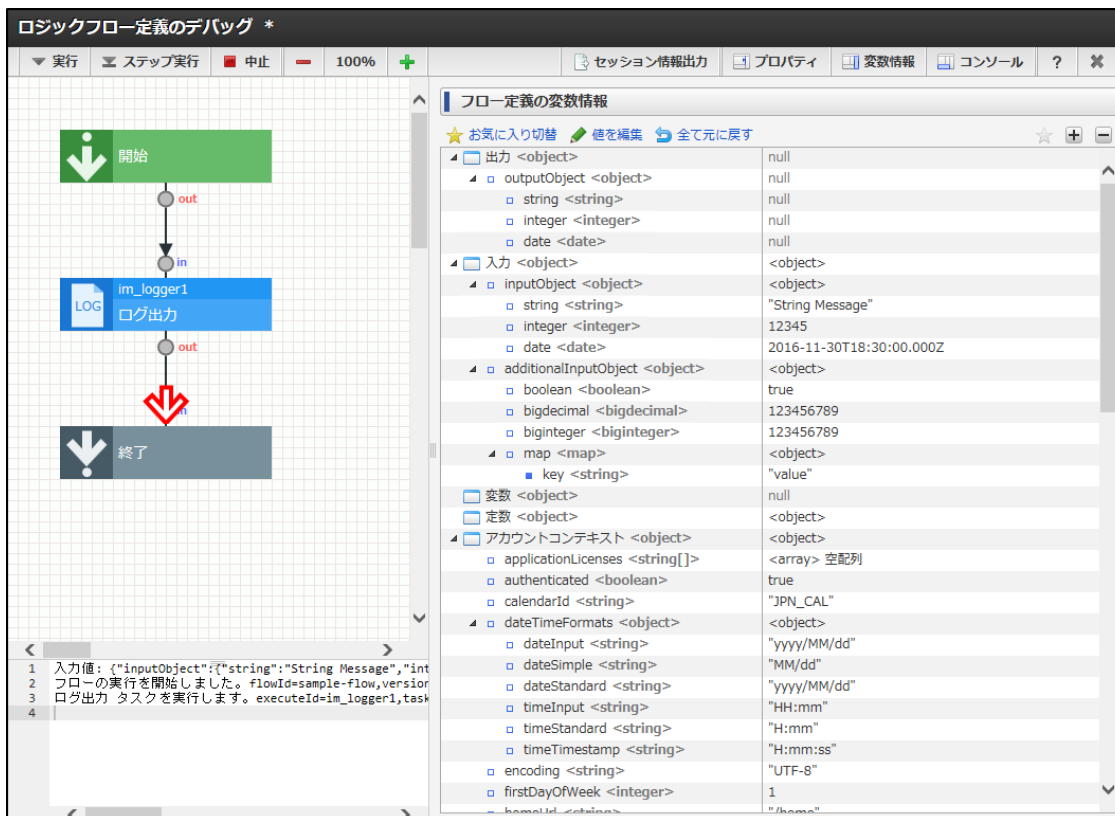 ロジックフロー定義のデバッグ *
実行 ステップ実行 中止 100% セッション情報出力 プロパティ 変数情報 コンソール ?
開始
out
in
im_logger1
LOG
ログ出力
out
終了
1 入力値: {"inputObject":{"string":"String Message","int
2 フローの実行を開始しました。flowId=sample-flow,version
3 ログ出力 タスクを実行します。executeId=im_logger1,task
4
フロー定義の変数情報
お気に入り切替 値を編集 全て元に戻す
出力 <object> null
outputObject <object> null
string <string> null
integer <integer> null
date <date> null
入力 <object> <object>
inputObject <object> <object>
string <string> "String Message"
integer <integer> 12345
date <date> 2016-11-30T18:30:00.000Z
additionalInputObject <object> <object>
boolean <boolean> true
bigdecimal <bigdecimal> 123456789
biginteger <biginteger> 123456789
map <map> <object>
key <string> "value"
変数 <object> null
定数 <object> <object>
アカウントコンテキスト <object> <object>
applicationLicenses <string[]> <array> 空配列
authenticated <boolean> true
calendarId <string> "JPN_CAL"
dateTimeFormats <object> <object>
dateInput <string> "yyyy/MM/dd"
dateSimple <string> "MM/dd"
dateStandard <string> "yyyy/MM/dd"
timeInput <string> "HH:mm"
timeStandard <string> "H:mm"
timeTimestamp <string> "H:mm:ss"
encoding <string> "UTF-8"
firstDayOfWeek <integer> 1
homeUrl <string> "/home"